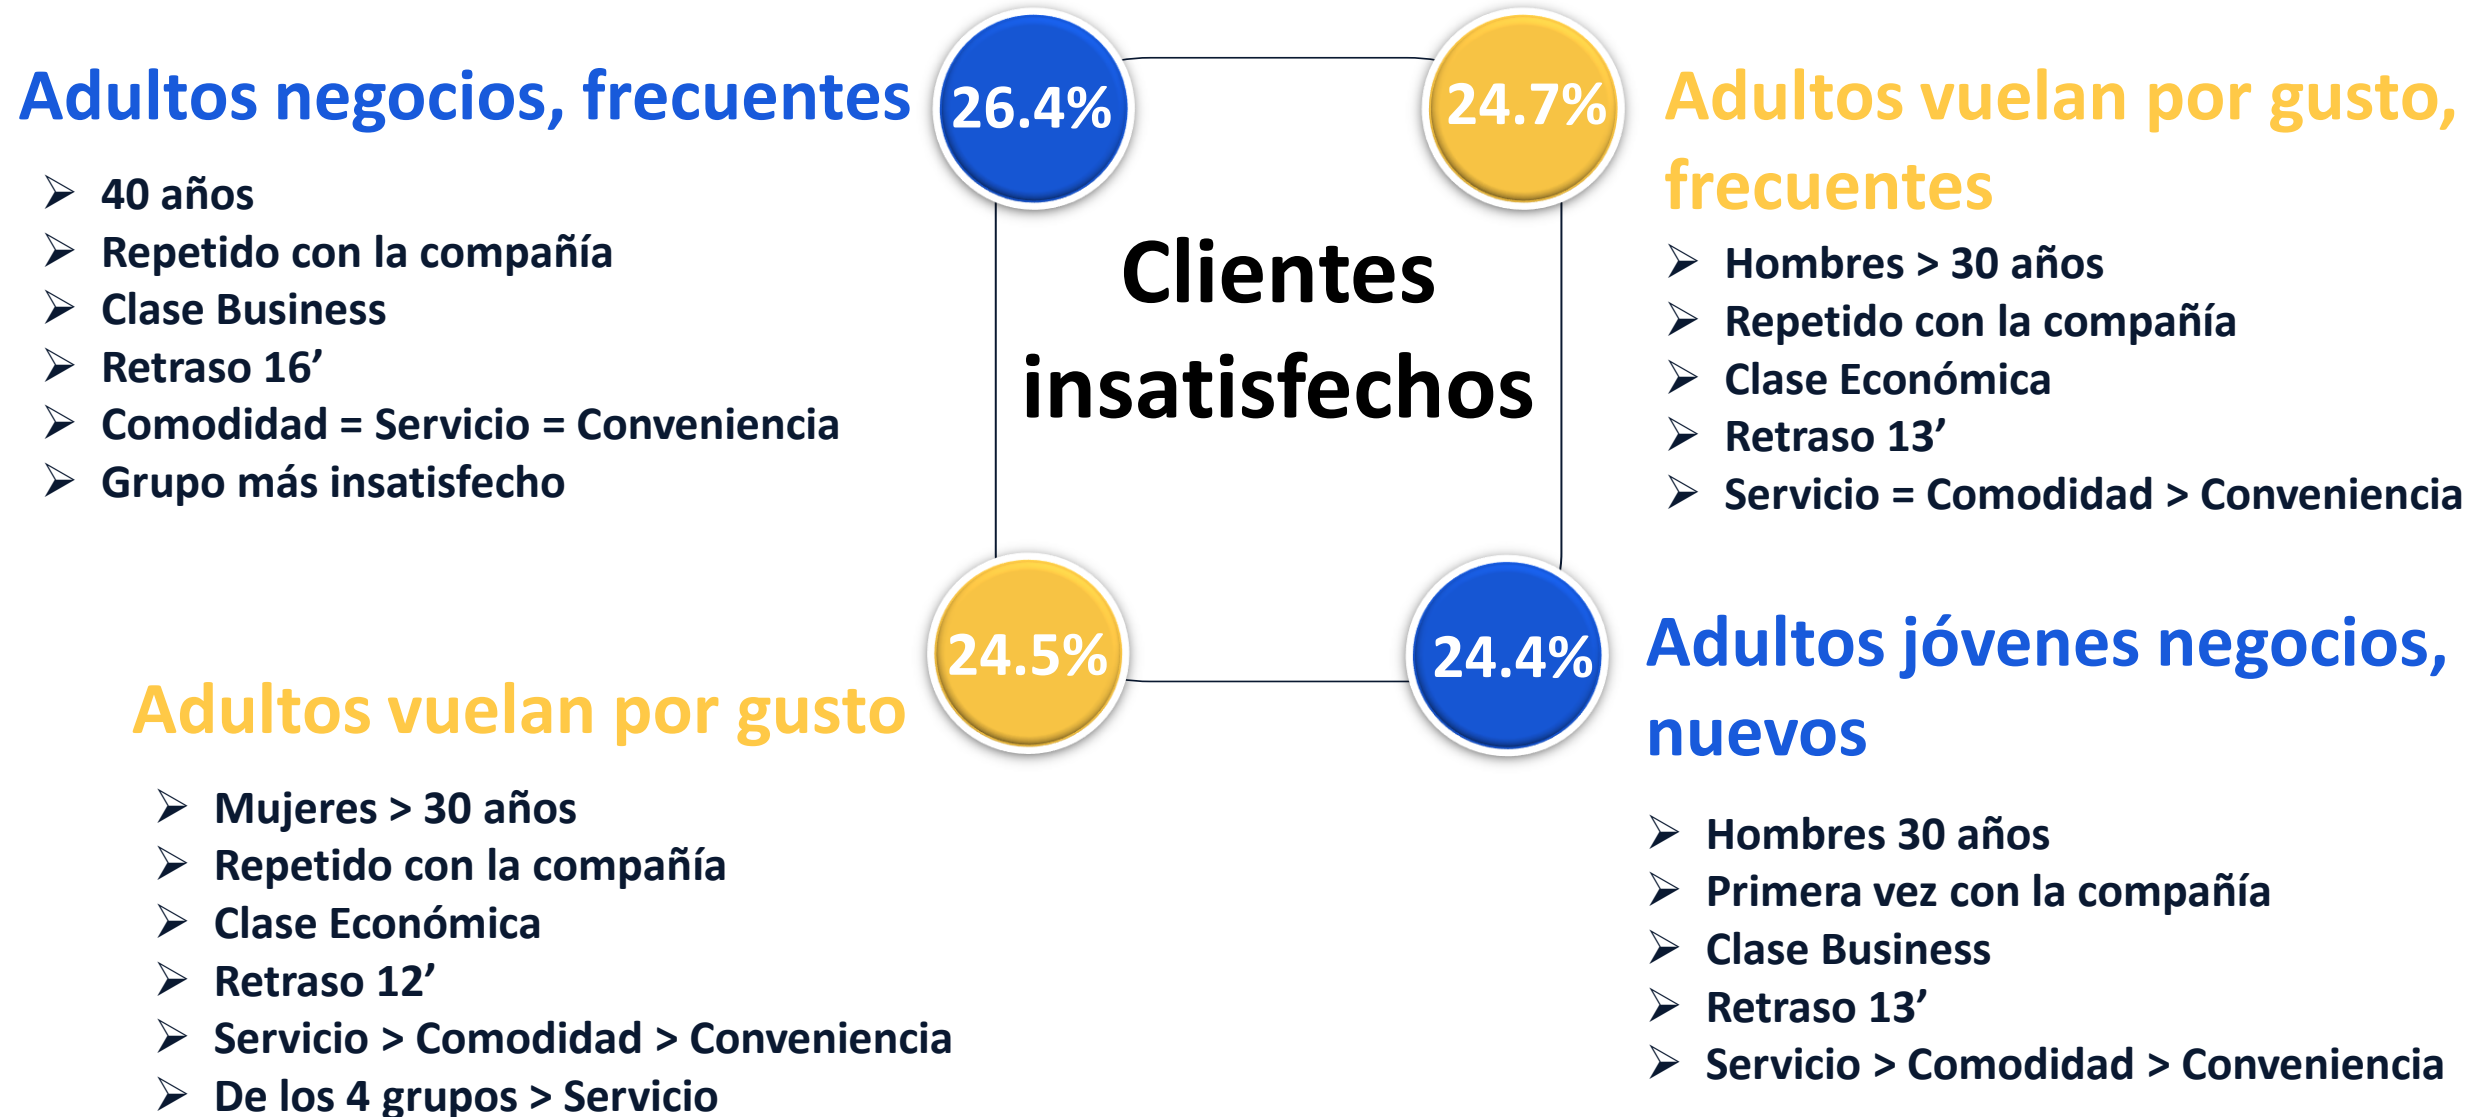 Adultos negocios, frecuentes
26.4%
➢ 40 años
➢ Repetido con la compañía
➢ Clase Business
➢ Retraso 16’
➢ Comodidad = Servicio = Conveniencia
➢ Grupo más insatisfecho
Clientes
insatisfechos
24.7%
Adultos vuelan por gusto,
frecuentes
➢ Hombres > 30 años
➢ Repetido con la compañía
➢ Clase Económica
➢ Retraso 13’
➢ Servicio = Comodidad > Conveniencia
24.5%
Adultos vuelan por gusto
➢ Mujeres > 30 años
➢ Repetido con la compañía
➢ Clase Económica
➢ Retraso 12’
➢ Servicio > Comodidad > Conveniencia
➢ De los 4 grupos > Servicio
24.4%
Adultos jóvenes negocios,
nuevos
➢ Hombres 30 años
➢ Primera vez con la compañía
➢ Clase Business
➢ Retraso 13’
➢ Servicio > Comodidad > Conveniencia